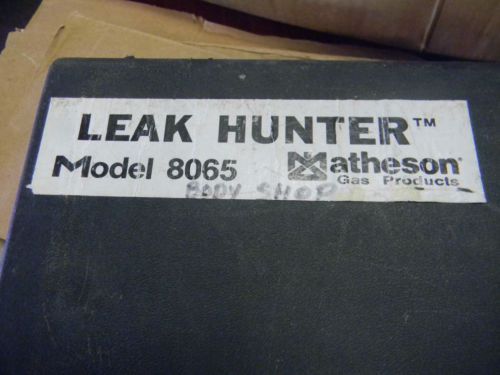 LEAK HUNTER™
Model 8065 Matheson®
Gas Products
BODY SHOP